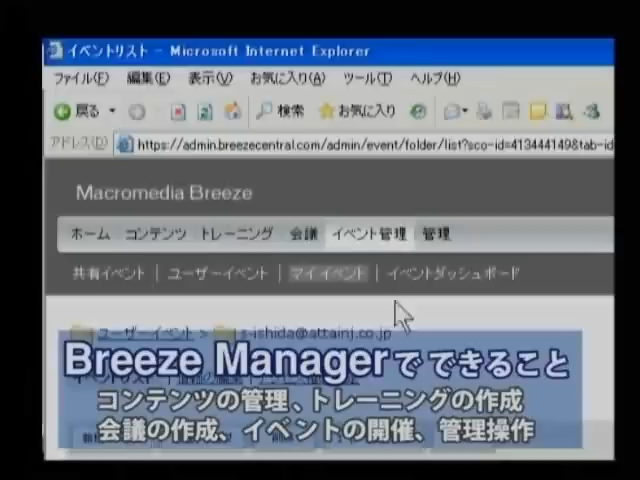 イベントリスト - Microsoft Internet Explorer
ファイル(F) 編集(E) 表示(V) お気に入り(A) ツール(T) ヘルプ(H)
戻る 検索 お気に入り
アドレス(D) https://admin.breezecentral.com/admin/event/folder/list?sco-id=413444149&tab-id
Macromedia Breeze
ホーム コンテンツ トレーニング 会議 イベント管理 管理
共有イベント | ユーザーイベント | マイ イベント | イベントダッシュボード
ユーザーイベント > s-ishida@attainj.co.jp
Breeze Managerで できること
イベントリスト
コンテンツの管理、トレーニングの作成
会議の作成、イベントの開催、管理操作